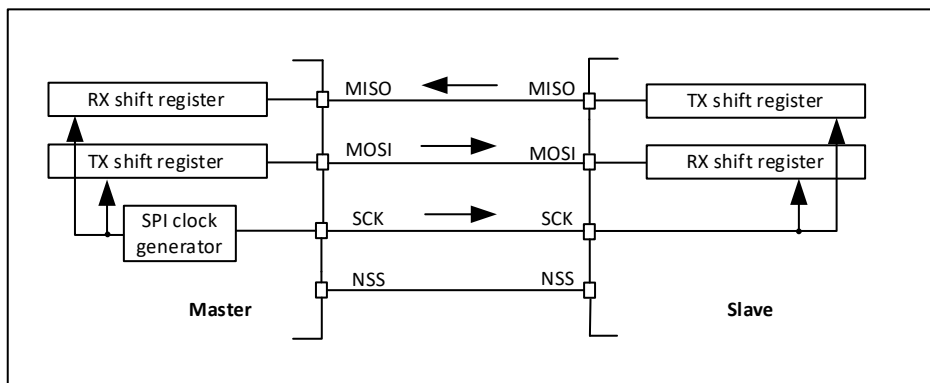 RX shift register
MISO
MISO
TX shift register
TX shift register
MOSI
MOSI
RX shift register
SPI clock
generator
SCK
SCK
NSS
NSS
Master
Slave